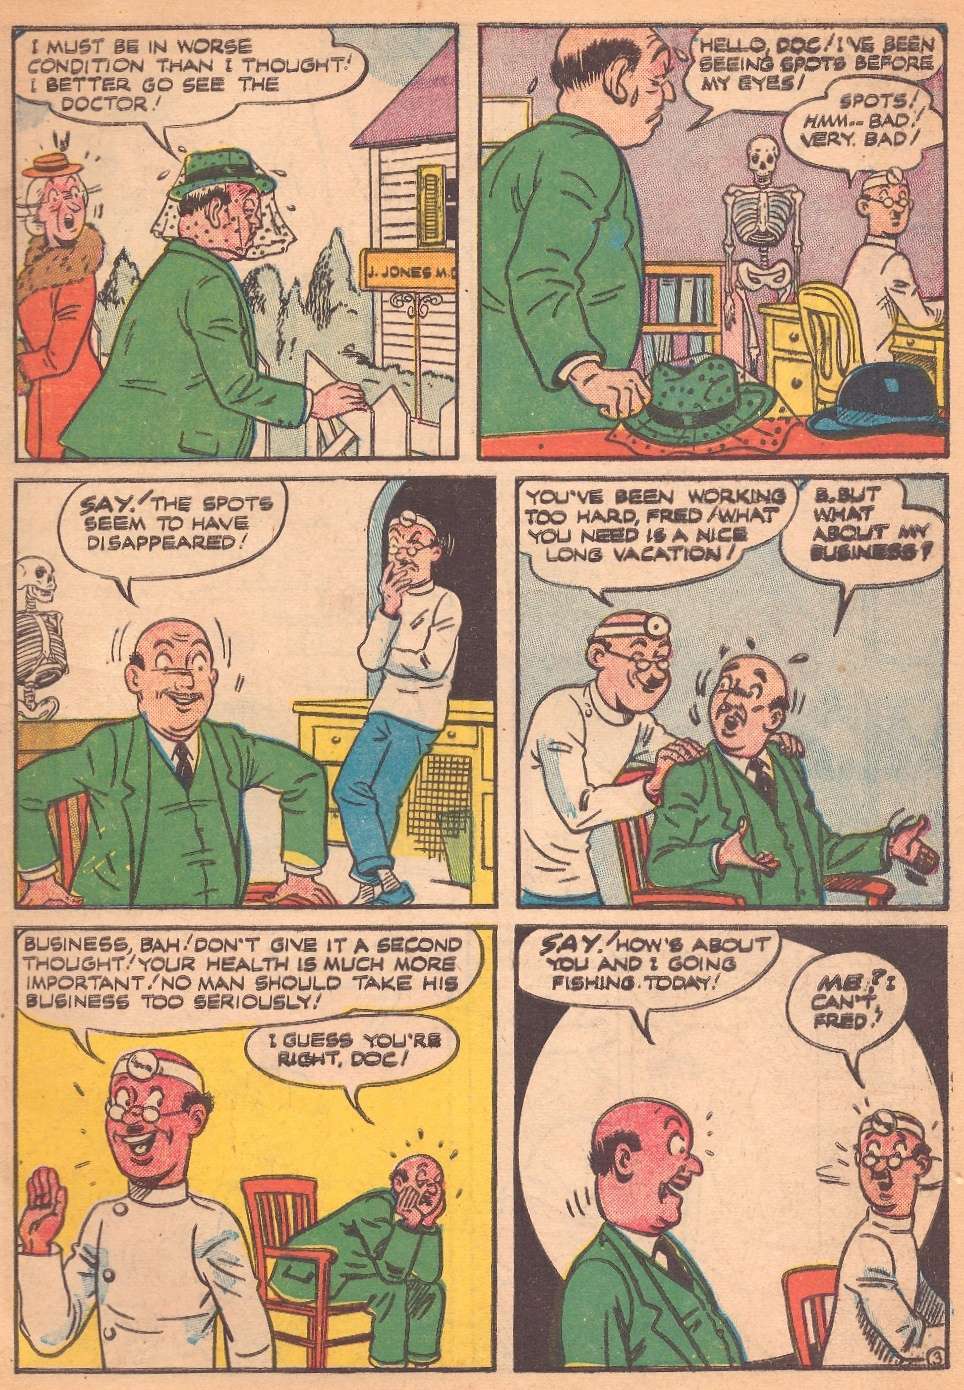 I MUST BE IN WORSE
CONDITION THAN I THOUGHT!
I BETTER GO SEE THE
DOCTOR!
J. JONES M.D
HELLO, DOC! I'VE BEEN
SEEING SPOTS BEFORE
MY EYES!
SPOTS!
HMM-- BAD!
VERY BAD!
SAY! THE SPOTS
SEEM TO HAVE
DISAPPEARED!
YOU'VE BEEN WORKING
TOO HARD, FRED! WHAT
YOU NEED IS A NICE
LONG VACATION!
B-BUT
WHAT
ABOUT MY
BUSINESS?
BUSINESS, BAH! DON'T GIVE IT A SECOND
THOUGHT! YOUR HEALTH IS MUCH MORE
IMPORTANT! NO MAN SHOULD TAKE HIS
BUSINESS TOO SERIOUSLY!
I GUESS YOU'RE
RIGHT, DOC!
SAY! HOW'S ABOUT
YOU AND I GOING
FISHING TODAY!
ME? I
CAN'T,
FRED!
3